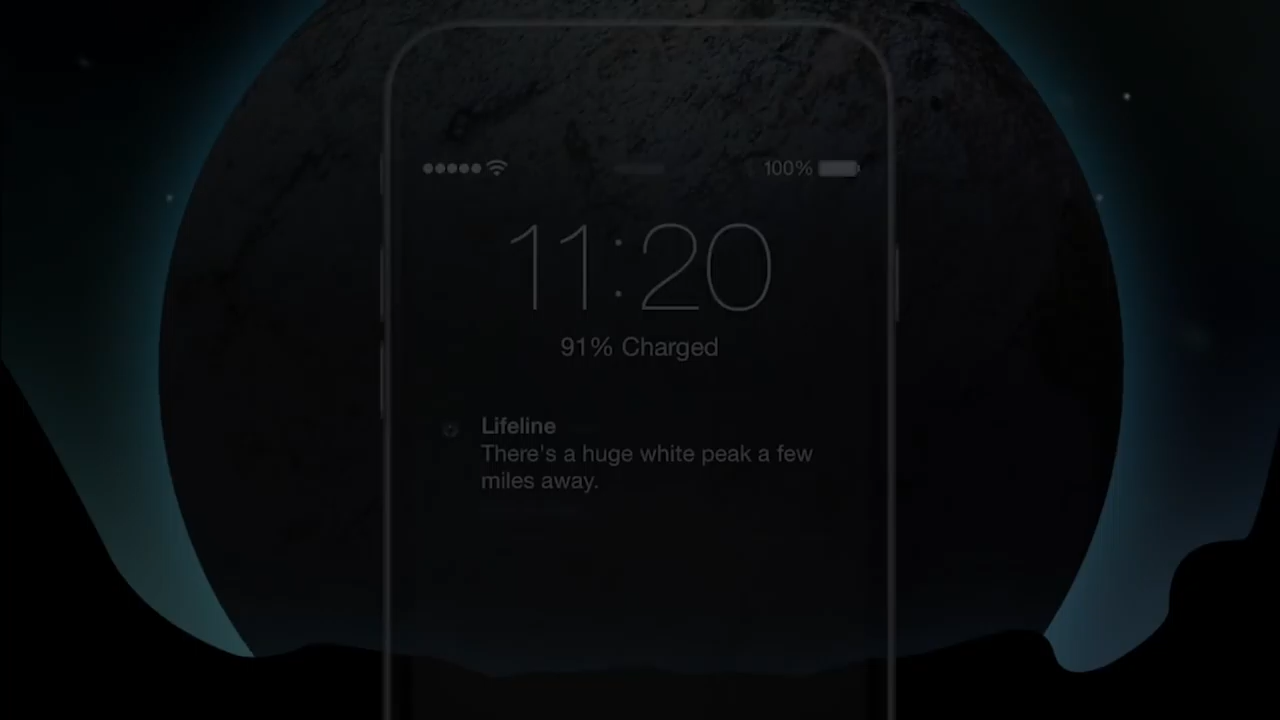 100%
11:20
91% Charged
Lifeline
There's a huge white peak a few
miles away.